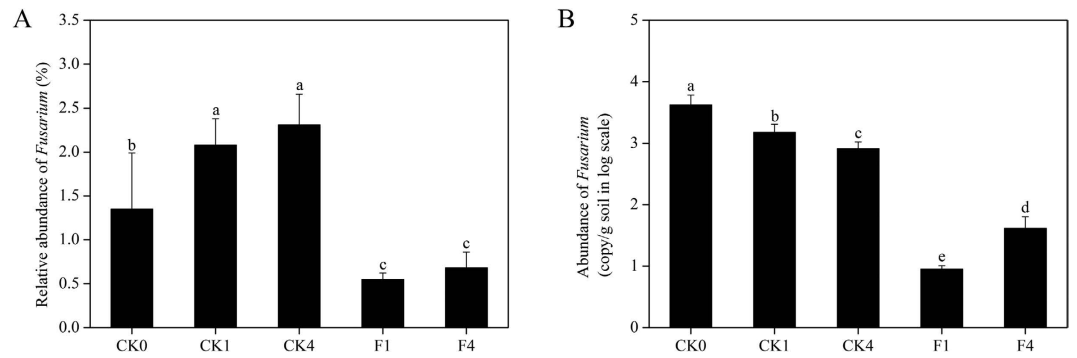 A
Relative abundance of Fusarium (%)
3.5
3.0
2.5
2.0
1.5
1.0
0.5
0.0
b
a
a
c
c
CK0
CK1
CK4
F1
F4
B
Abundance of Fusarium
(copy/g soil in log scale)
5
4
3
2
1
0
a
b
c
e
d
CK0
CK1
CK4
F1
F4